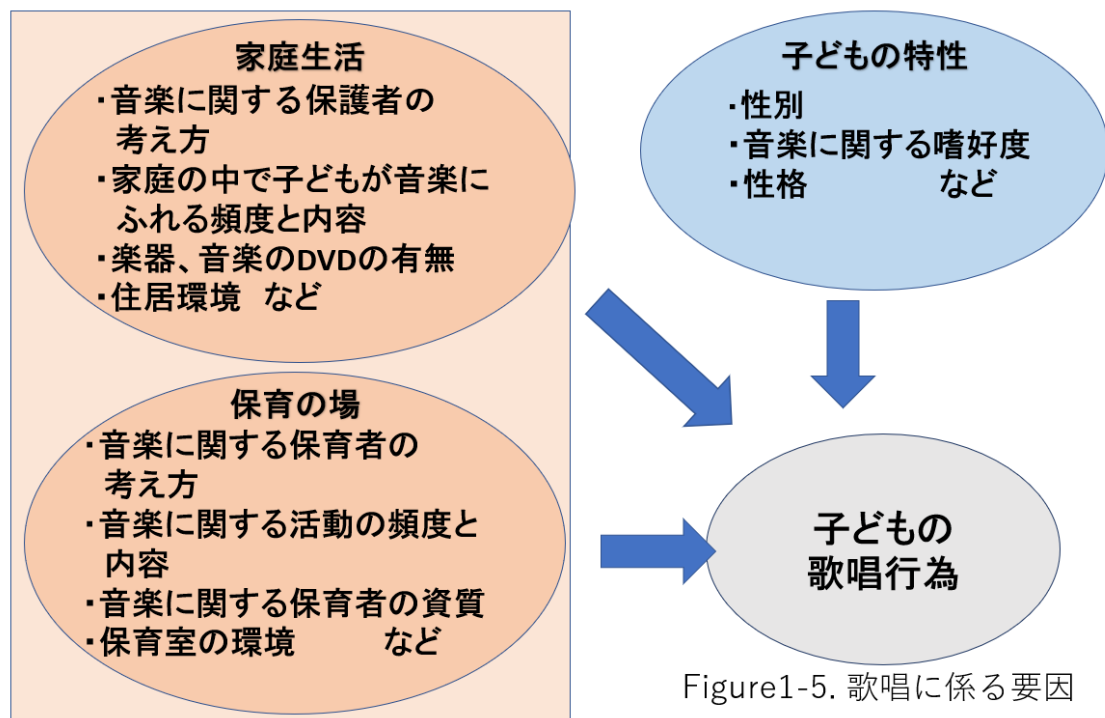 家庭生活
・音楽に関する保護者の
考え方
・家庭の中で子どもが音楽に
ふれる頻度と内容
・楽器、音楽のDVDの有無
・住居環境 など
保育の場
・音楽に関する保育者の
考え方
・音楽に関する活動の頻度と
内容
・音楽に関する保育者の資質
・保育室の環境 など
子どもの特性
・性別
・音楽に関する嗜好度
・性格 など
子どもの
歌唱行為
Figure1-5. 歌唱に係る要因